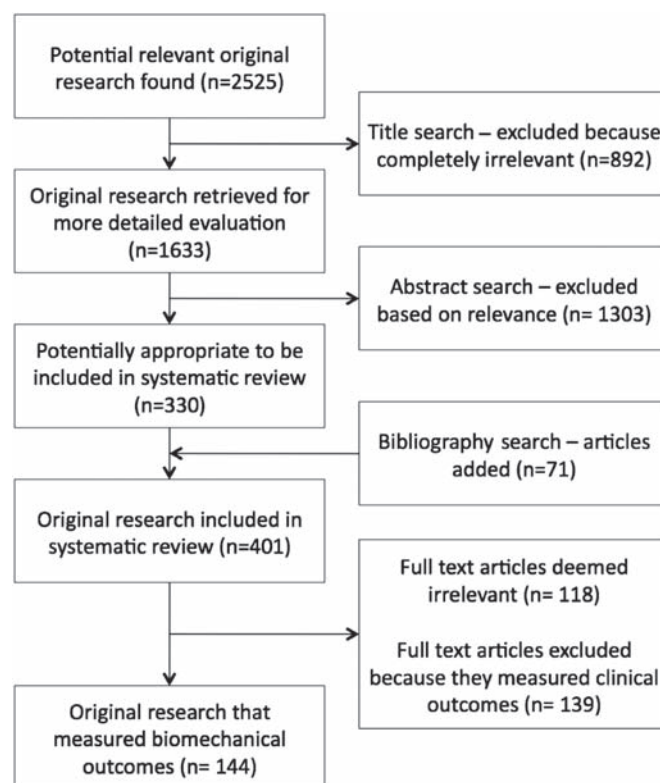 Potential relevant original
research found (n=2525)
Title search – excluded because
completely irrelevant (n=892)
Original research retrieved for
more detailed evaluation
(n=1633)
Abstract search – excluded
based on relevance (n= 1303)
Potentially appropriate to be
included in systematic review
(n=330)
Bibliography search – articles
added (n=71)
Original research included in
systematic review (n=401)
Full text articles deemed
irrelevant (n= 118)
Full text articles excluded
because they measured clinical
outcomes (n= 139)
Original research that
measured biomechanical
outcomes (n= 144)